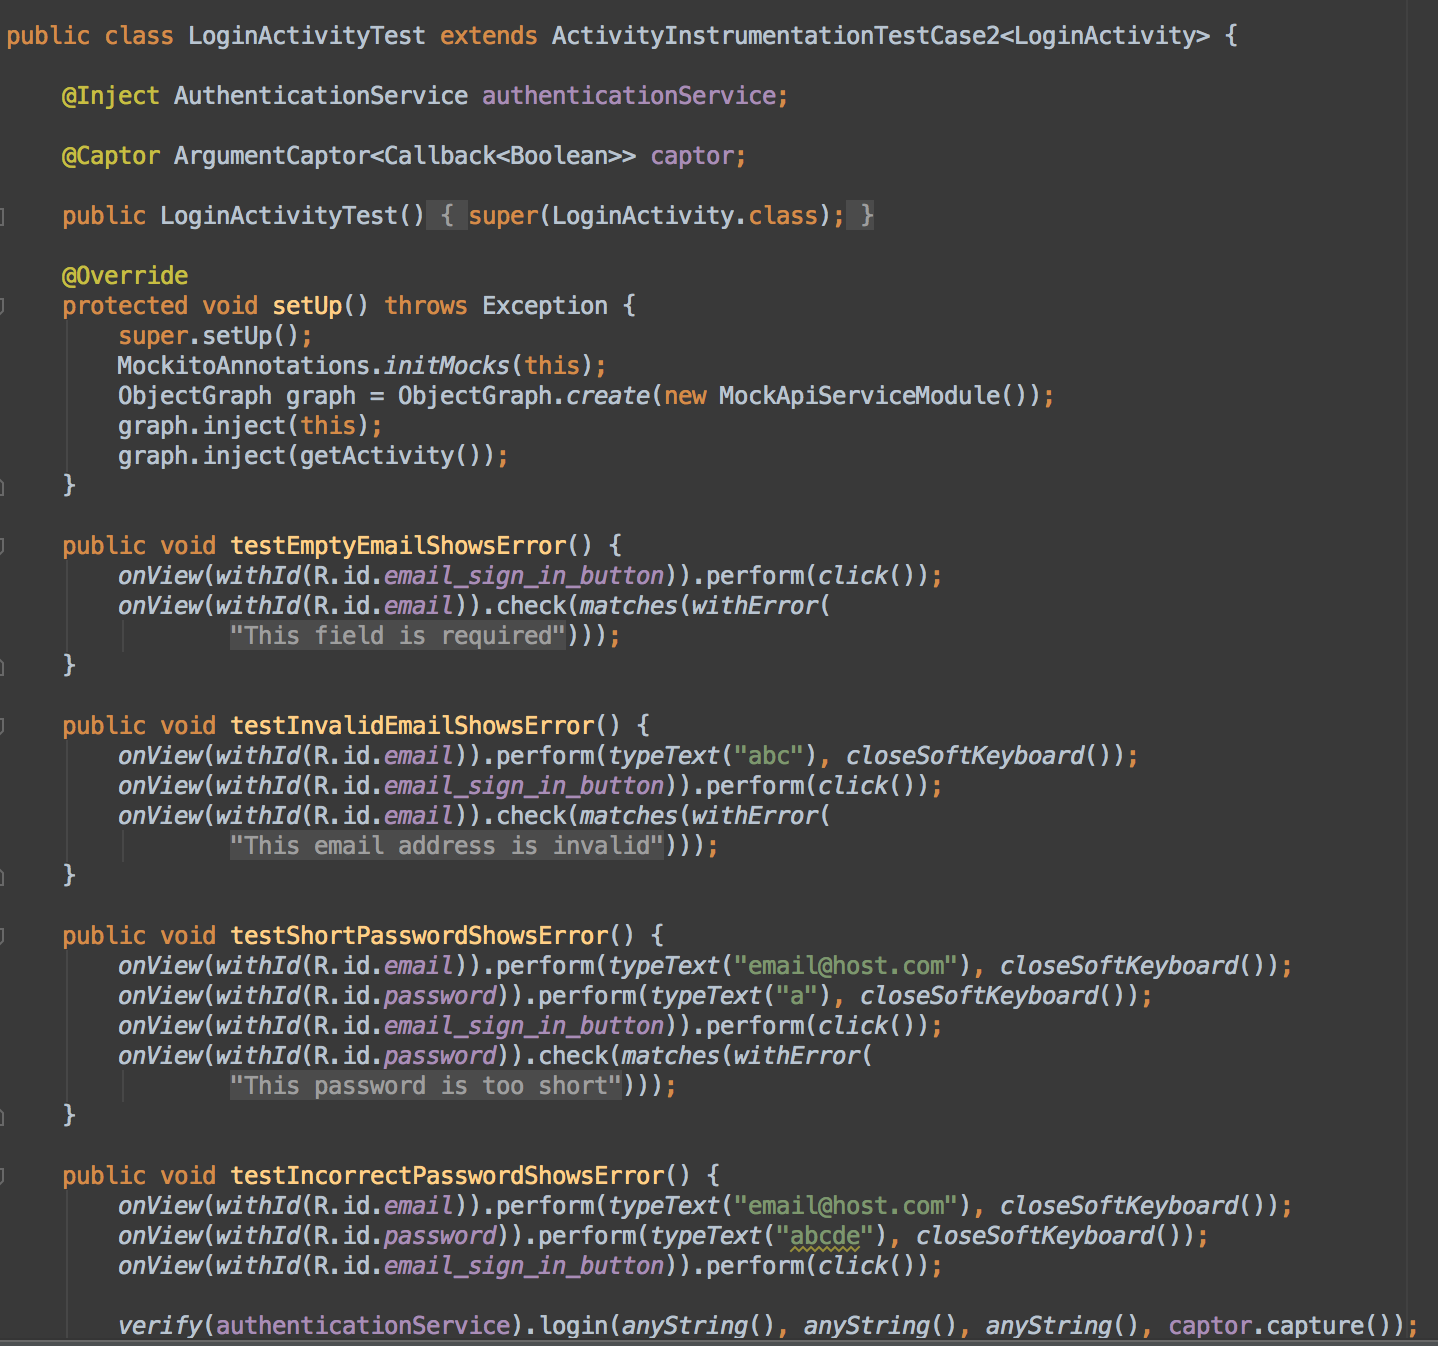 public class LoginActivityTest extends ActivityInstrumentationTestCase2<LoginActivity> {
@Inject AuthenticationService authenticationService;
@Captor ArgumentCaptor<Callback<Boolean>> captor;
public LoginActivityTest() { super(LoginActivity.class); }
@Override
protected void setUp() throws Exception {
super.setUp();
MockitoAnnotations.initMocks(this);
ObjectGraph graph = ObjectGraph.create(new MockApiServiceModule());
graph.inject(this);
graph.inject(getActivity());
}
public void testEmptyEmailShowsError() {
onView(withId(R.id.email_sign_in_button)).perform(click());
onView(withId(R.id.email)).check(matches(withError(
"This field is required")));
}
public void testInvalidEmailShowsError() {
onView(withId(R.id.email)).perform(typeText("abc"), closeSoftKeyboard());
onView(withId(R.id.email_sign_in_button)).perform(click());
onView(withId(R.id.email)).check(matches(withError(
"This email address is invalid")));
}
public void testShortPasswordShowsError() {
onView(withId(R.id.email)).perform(typeText("email@host.com"), closeSoftKeyboard());
onView(withId(R.id.password)).perform(typeText("a"), closeSoftKeyboard());
onView(withId(R.id.email_sign_in_button)).perform(click());
onView(withId(R.id.password)).check(matches(withError(
"This password is too short")));
}
public void testIncorrectPasswordShowsError() {
onView(withId(R.id.email)).perform(typeText("email@host.com"), closeSoftKeyboard());
onView(withId(R.id.password)).perform(typeText("abcde"), closeSoftKeyboard());
onView(withId(R.id.email_sign_in_button)).perform(click());
verify(authenticationService).login(anyString(), anyString(), anyString(), captor.capture());